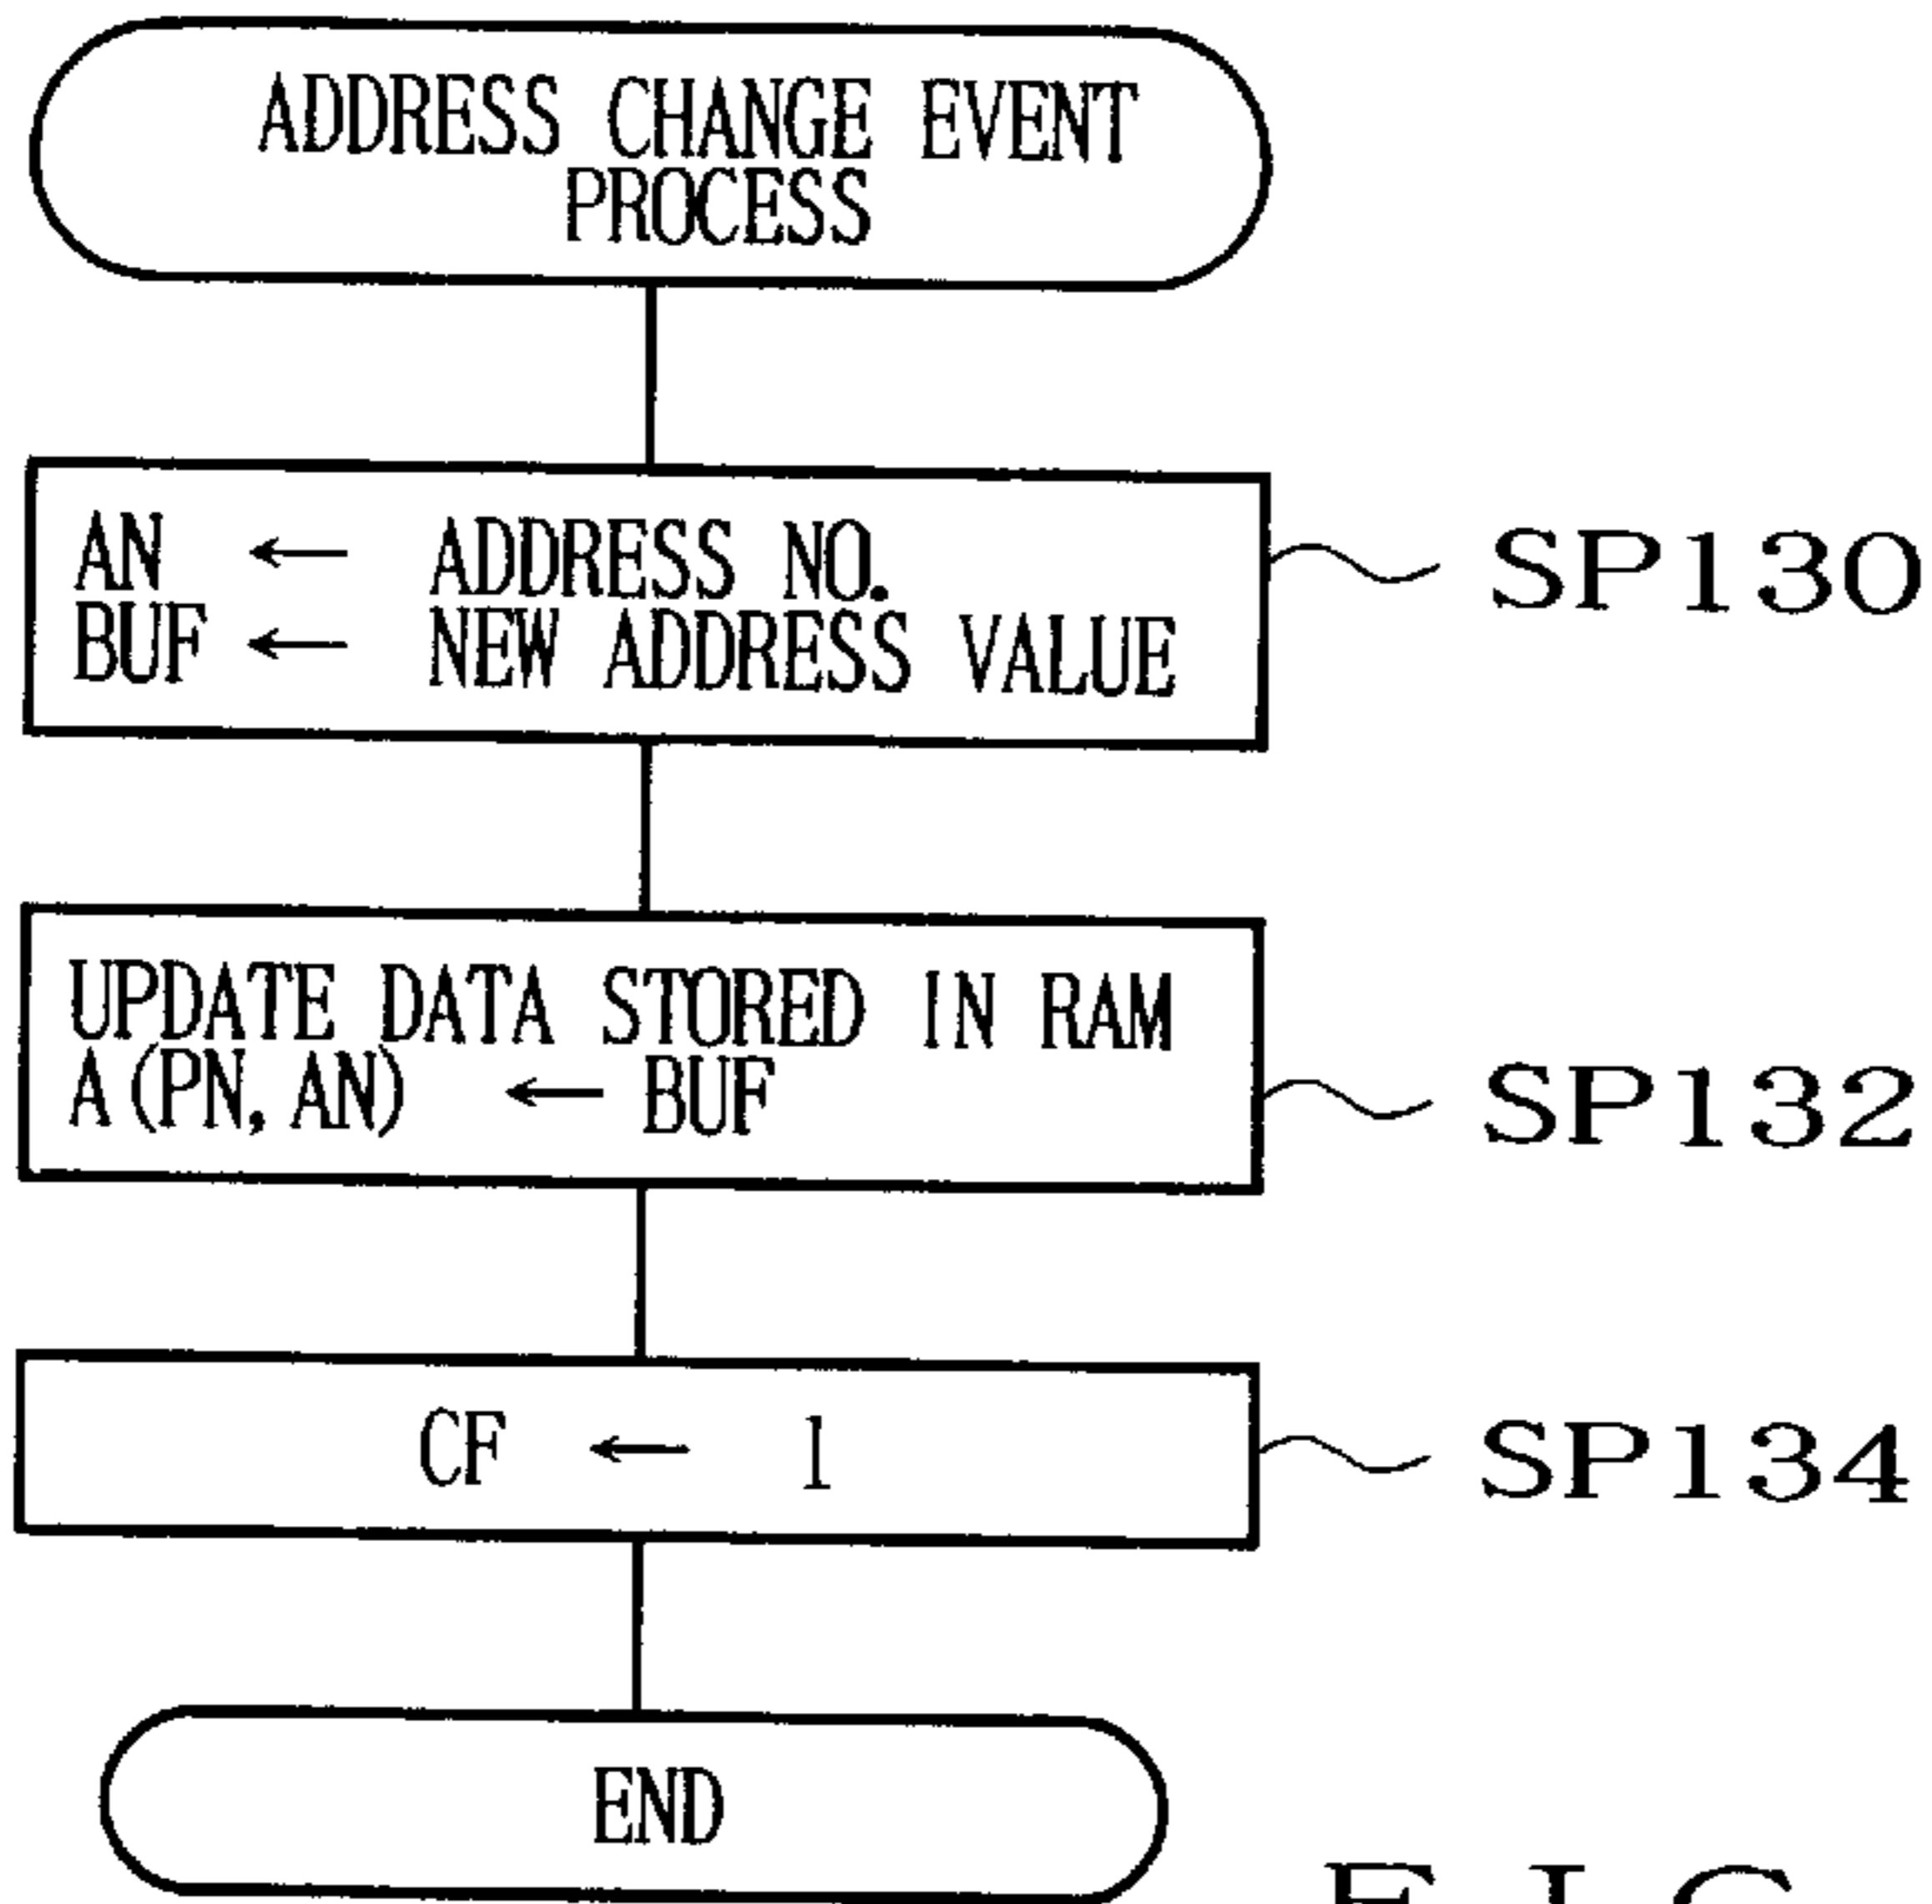 ADDRESS CHANGE EVENT
PROCESS
AN ← ADDRESS NO.
BUF ← NEW ADDRESS VALUE
SP130
UPDATE DATA STORED IN RAM
A(PN, AN) ← BUF
SP132
CF ← 1
SP134
END